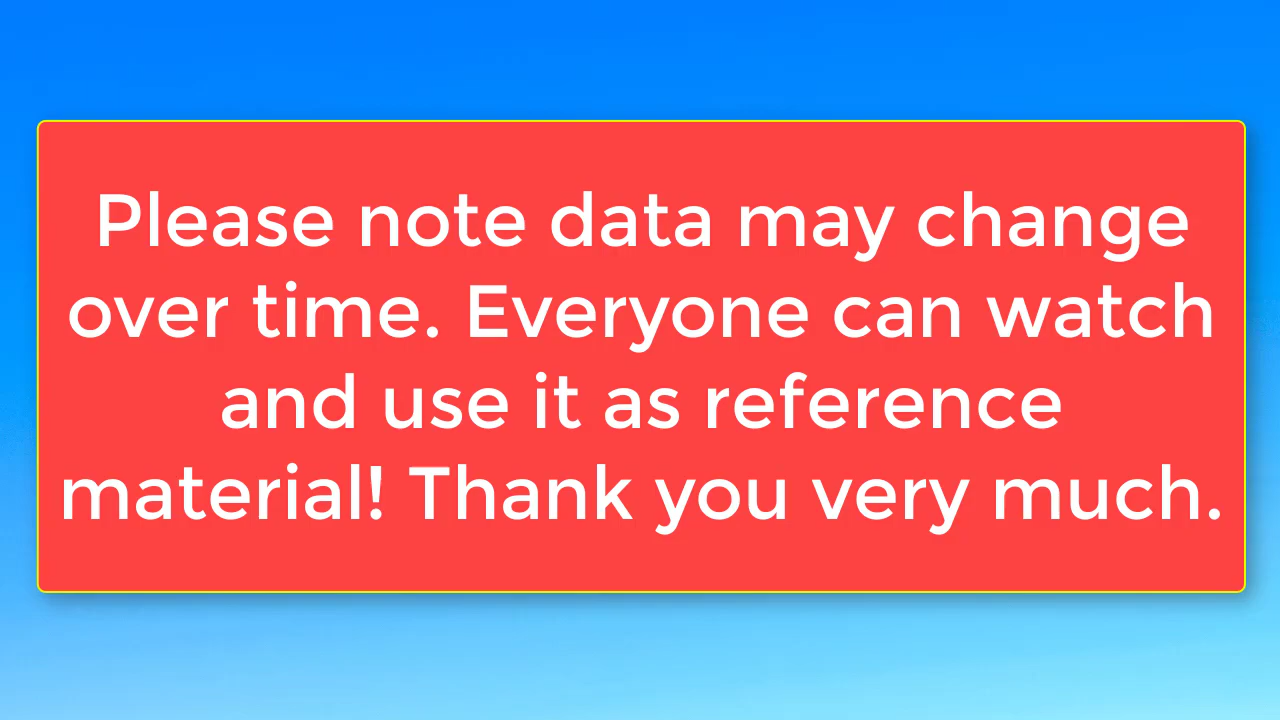 Please note data may change
over time. Everyone can watch
and use it as reference
material! Thank you very much.